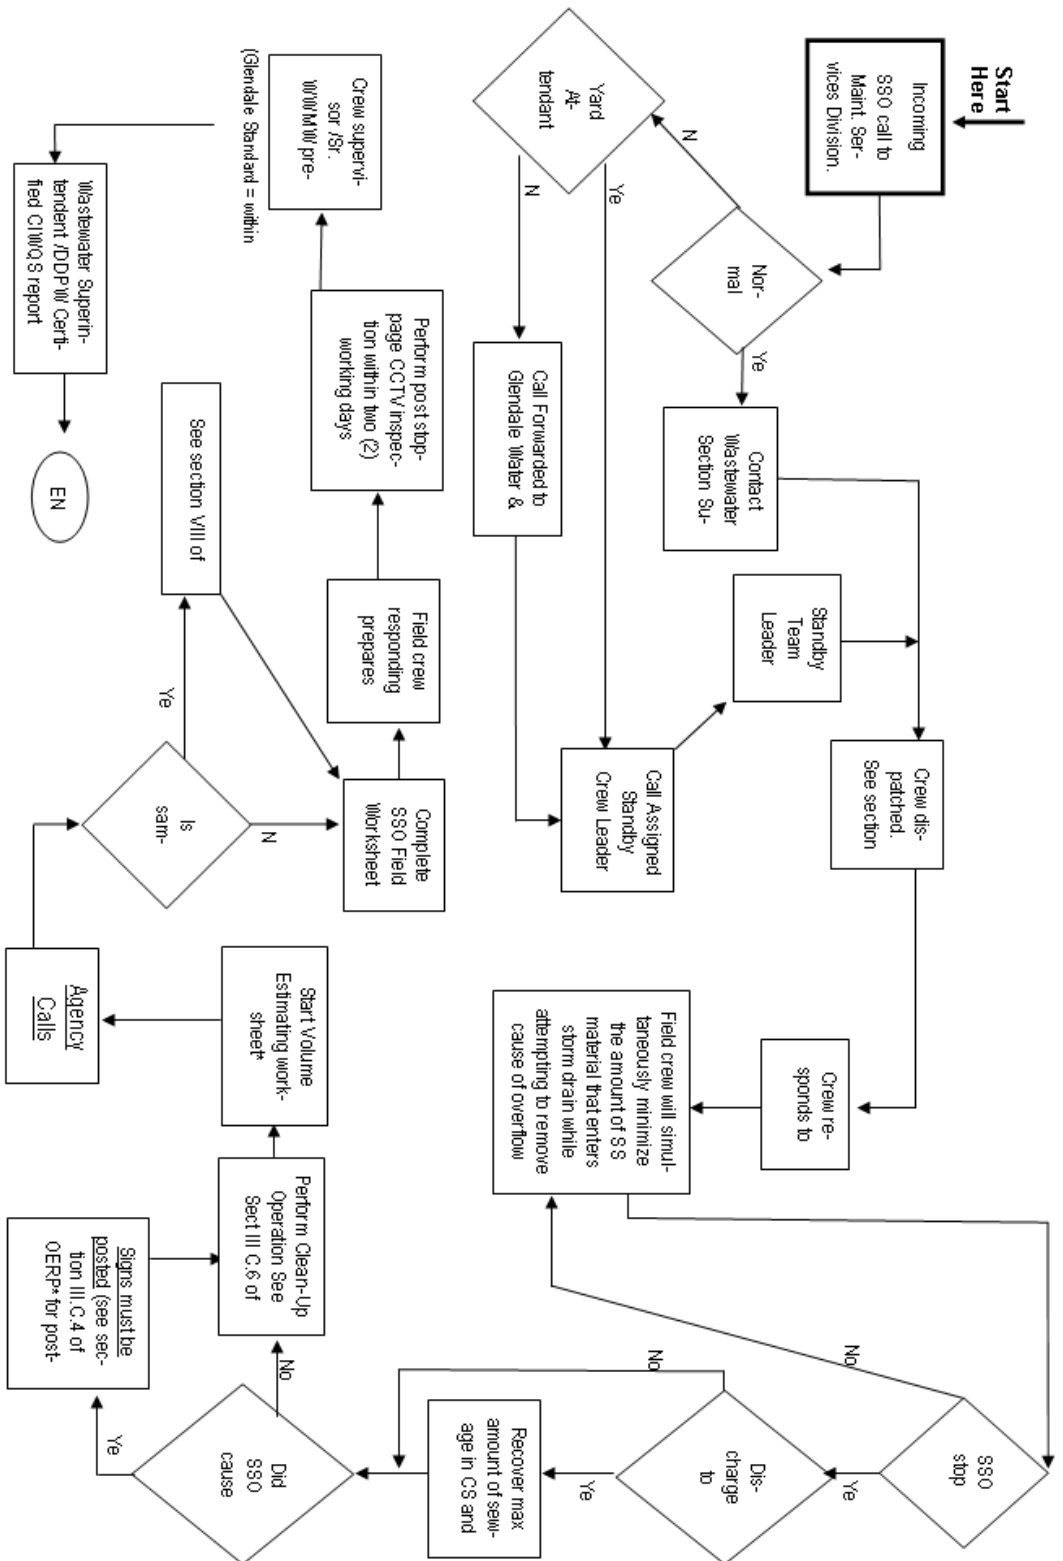 Start
Here
Incoming
SSO call to
Maint. Ser-
vices Division.
Nor-
mal
N
Ye
Yard
At-
tendant
Ye
N
Contact
Wastewater
Section Su-
Call Forwarded to
Glendale Water &
Call Assigned
Standby
Crew Leader
Standby
Team
Leader
Crew dis-
patched.
See section
Crew re-
sponds to
Field crew will simul-
taneously minimize
the amount of SS
material that enters
storm drain while
attempting to remove
cause of overflow
SSO
stop
No
Ye
Dis-
charge
to
No
Ye
Recover max
amount of sew-
age in CS and
Did
SSO
cause
No
Ye
Signs must be
posted (see sec-
tion III.C.4 of
OERP* for post-
Perform Clean-Up
Operation See
Sect III C.6 of
Start Volume
Estimating work-
sheet*
Agency
Calls
Is
sam-
Ye
N
See section VIII of
Complete
SSO Field
Worksheet
Field crew
responding
prepares
Perform post stop-
page CCTV inspec-
tion within two (2)
working days
Crew supervi-
sor /Sr.
WWMW pre-
(Glendale Standard = within
Wastewater Superin-
tendent /DDPW Certi-
fied CIWQS report
EN